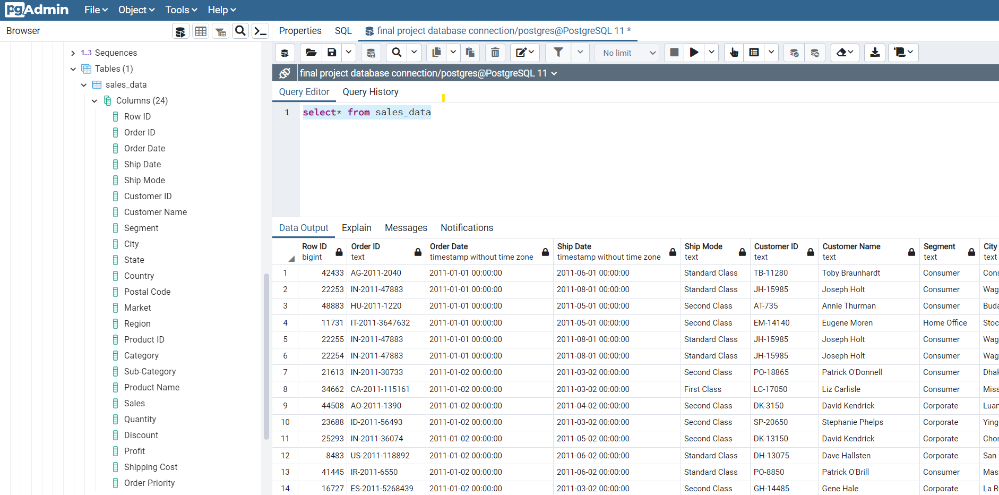 pgAdmin File Object Tools Help
Browser
Properties SQL final project database connection/postgres@PostgreSQL 11 *
No limit
final project database connection/postgres@PostgreSQL 11
Query Editor Query History
1 select* from sales_data
1..3 Sequences
Tables (1)
sales_data
Columns (24)
Row ID
Order ID
Order Date
Ship Date
Ship Mode
Customer ID
Customer Name
Segment
City
State
Country
Postal Code
Market
Region
Product ID
Category
Sub-Category
Product Name
Sales
Quantity
Discount
Profit
Shipping Cost
Order Priority
Data Output Explain Messages Notifications
Row ID Order ID Order Date Ship Date Ship Mode Customer ID Customer Name Segment City
bigint text timestamp without time zone timestamp without time zone text text text text text
1 42433 AG-2011-2040 2011-01-01 00:00:00 2011-06-01 00:00:00 Standard Class TB-11280 Toby Braunhardt Consumer Cons
2 22253 IN-2011-47883 2011-01-01 00:00:00 2011-08-01 00:00:00 Standard Class JH-15985 Joseph Holt Consumer Wag
3 48883 HU-2011-1220 2011-01-01 00:00:00 2011-05-01 00:00:00 Second Class AT-735 Annie Thurman Consumer Buda
4 11731 IT-2011-3647632 2011-01-01 00:00:00 2011-05-01 00:00:00 Second Class EM-14140 Eugene Moren Home Office Stoc
5 22255 IN-2011-47883 2011-01-01 00:00:00 2011-08-01 00:00:00 Standard Class JH-15985 Joseph Holt Consumer Wag
6 22254 IN-2011-47883 2011-01-01 00:00:00 2011-08-01 00:00:00 Standard Class JH-15985 Joseph Holt Consumer Wag
7 21613 IN-2011-30733 2011-01-02 00:00:00 2011-03-02 00:00:00 Second Class PO-18865 Patrick O'Donnell Consumer Dhak
8 34662 CA-2011-115161 2011-01-02 00:00:00 2011-03-02 00:00:00 First Class LC-17050 Liz Carlisle Consumer Miss
9 44508 AO-2011-1390 2011-01-02 00:00:00 2011-04-02 00:00:00 Second Class DK-3150 David Kendrick Corporate Luan
10 23688 ID-2011-56493 2011-01-02 00:00:00 2011-03-02 00:00:00 Second Class SP-20650 Stephanie Phelps Corporate Ying
11 25293 IN-2011-36074 2011-01-02 00:00:00 2011-05-02 00:00:00 Second Class DK-13150 David Kendrick Corporate Chon
12 8483 US-2011-118892 2011-01-02 00:00:00 2011-06-02 00:00:00 Standard Class DH-13075 Dave Hallsten Corporate San
13 41445 IR-2011-6550 2011-01-02 00:00:00 2011-06-02 00:00:00 Standard Class PO-8850 Patrick O'Brill Consumer Mas
14 16727 ES-2011-5268439 2011-01-02 00:00:00 2011-03-02 00:00:00 Second Class GH-14485 Gene Hale Corporate La R